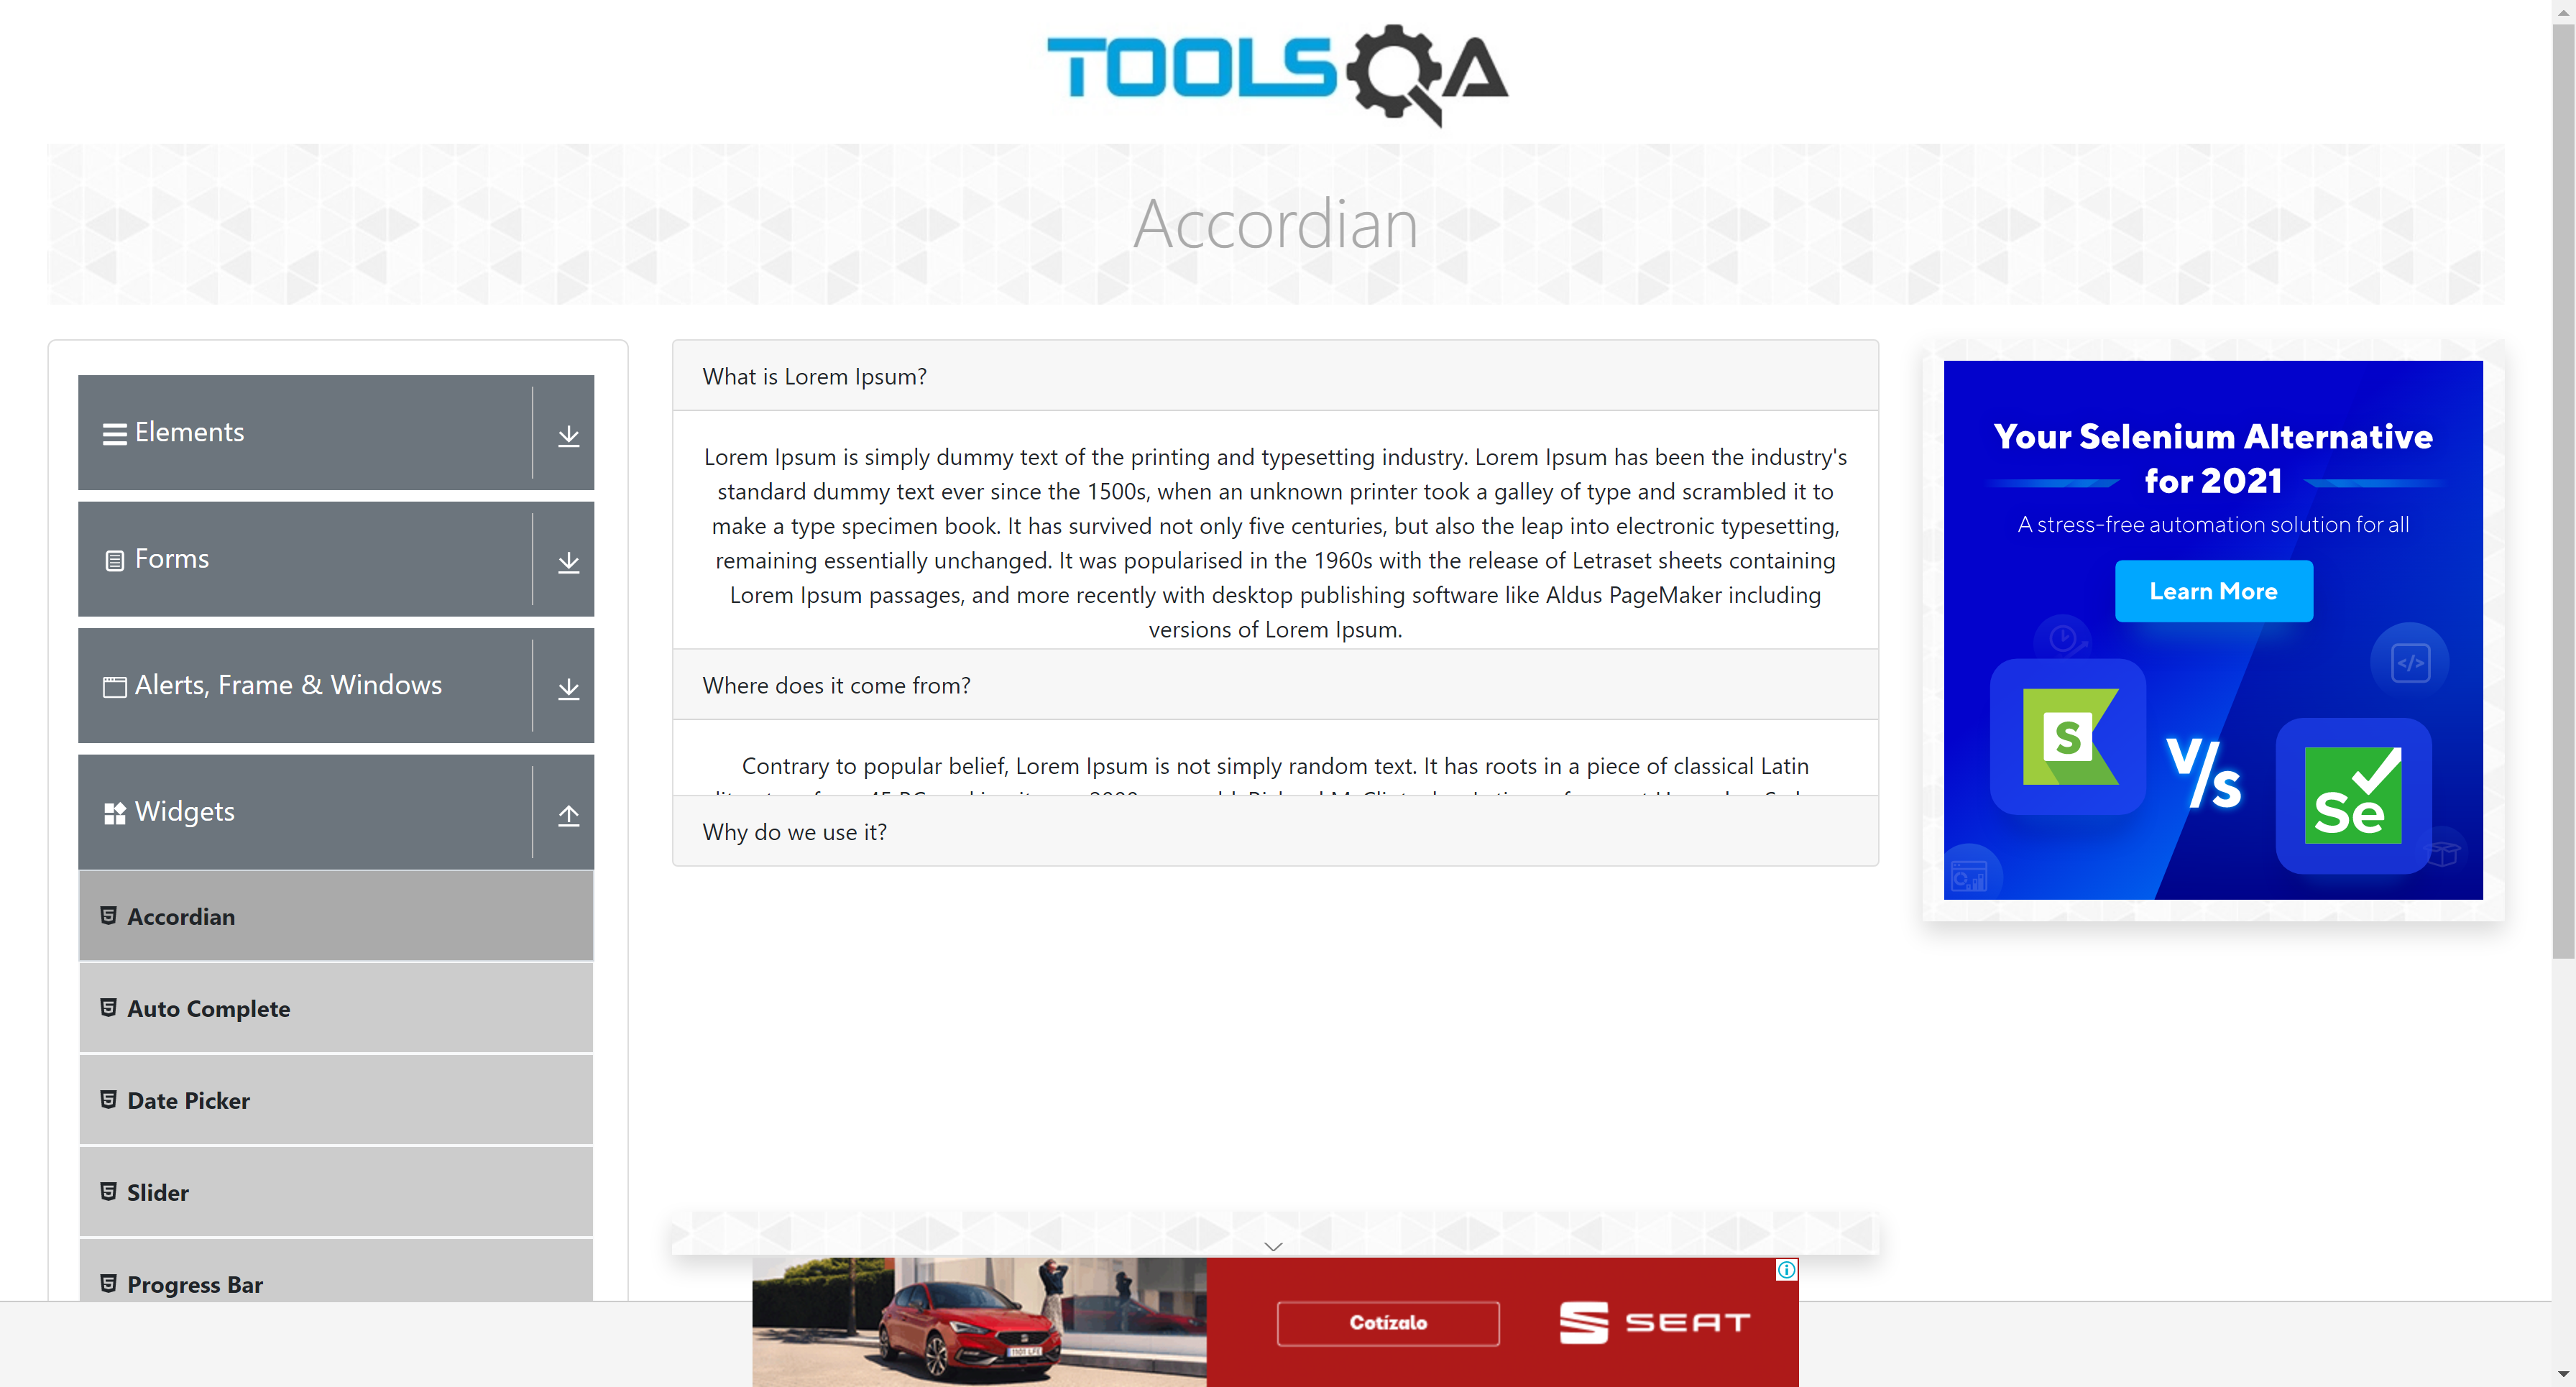 TOOLSQA
Accordian
Elements
Forms
Alerts, Frame & Windows
Widgets
Accordian
Auto Complete
Date Picker
Slider
Progress Bar
What is Lorem Ipsum?
Lorem Ipsum is simply dummy text of the printing and typesetting industry. Lorem Ipsum has been the industry's
standard dummy text ever since the 1500s, when an unknown printer took a galley of type and scrambled it to
make a type specimen book. It has survived not only five centuries, but also the leap into electronic typesetting,
remaining essentially unchanged. It was popularised in the 1960s with the release of Letraset sheets containing
Lorem Ipsum passages, and more recently with desktop publishing software like Aldus PageMaker including
versions of Lorem Ipsum.
Where does it come from?
Contrary to popular belief, Lorem Ipsum is not simply random text. It has roots in a piece of classical Latin
Why do we use it?
Your Selenium Alternative
for 2021
A stress-free automation solution for all
Learn More
S
V/s
Se
Cotízalo
SEAT